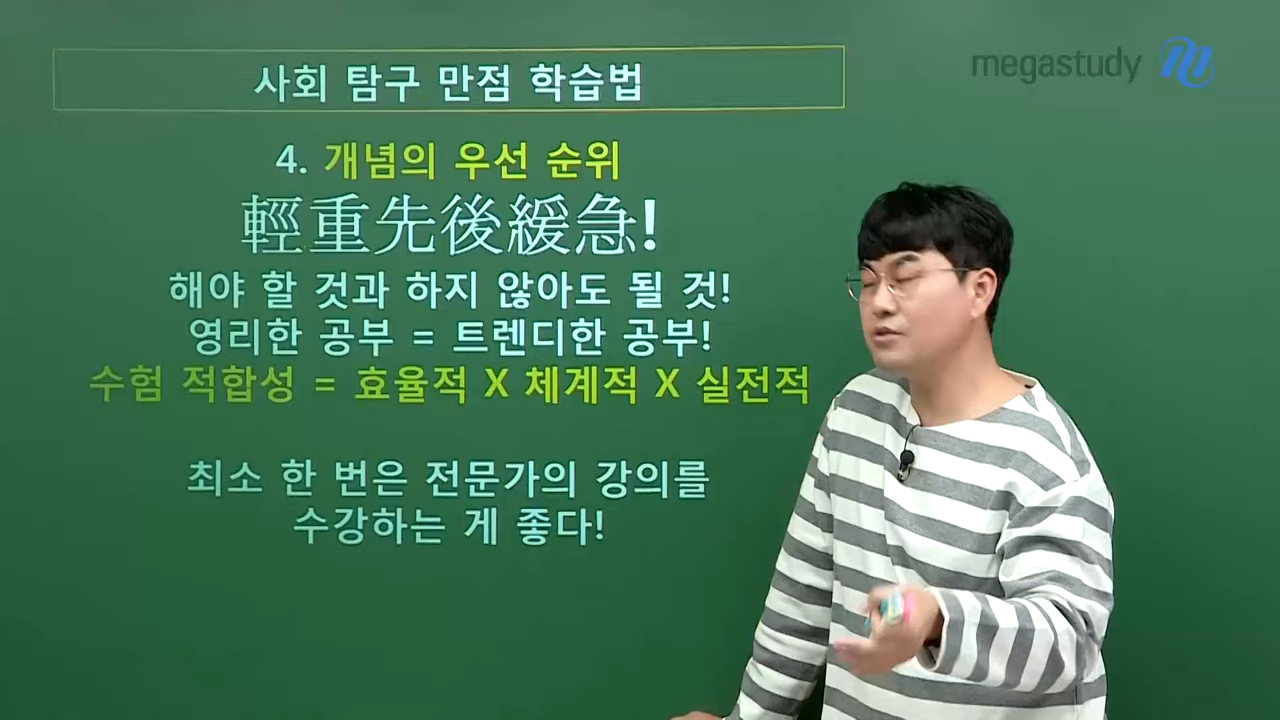 사회 탐구 만점 학습법
megastudy
4. 개념의 우선 순위
輕重先後緩急!
해야 할 것과 하지 않아도 될 것!
영리한 공부 = 트렌디한 공부!
수험 적합성 = 효율적 X 체계적 X 실전적
최소 한 번은 전문가의 강의를
수강하는 게 좋다!